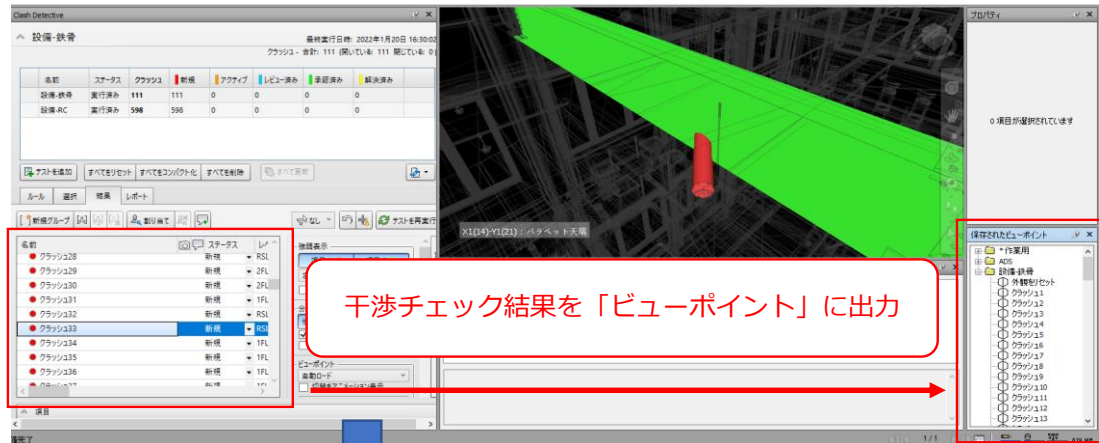 Clash Detective
プロパティ
設備-鉄骨
最終実行日時: 2022年1月20日 16:30:02
クラッシュ - 合計: 111 (開いている: 111 閉じている: 0)
名前 ステータス クラッシュ 新規 アクティブ レビュー済み 承認済み 解決済み
設備-鉄骨 実行済み 111 111 0 0 0 0
設備-RC 実行済み 598 598 0 0 0 0
0 項目が選択されています
テストを追加 すべてをリセット すべてをコンパクト化 すべてを削除 すべて更新
ルール 選択 結果 レポート
新規グループ 割り当て なし テストを再実行
X1(14)-Y1(21) : パラペット天端
保存されたビューポイント
名前 ステータス レベ
強調表示
クラッシュ28 新規 RSL
クラッシュ29 新規 2FL
クラッシュ30 新規 2FL
クラッシュ31 新規 1FL
クラッシュ32 新規 RSL
クラッシュ33 新規 RSL
クラッシュ34 新規 1FL
クラッシュ35 新規 1FL
クラッシュ36 新規 1FL
ビューポイント
自動ロード
干渉チェック結果を「ビューポイント」に出力
*作業用
ADS
設備-鉄骨
外観をリセット
クラッシュ1
クラッシュ2
クラッシュ3
クラッシュ4
クラッシュ5
クラッシュ6
クラッシュ7
クラッシュ8
クラッシュ9
クラッシュ10
クラッシュ11
クラッシュ12
クラッシュ13
項目
準備完了
1/1